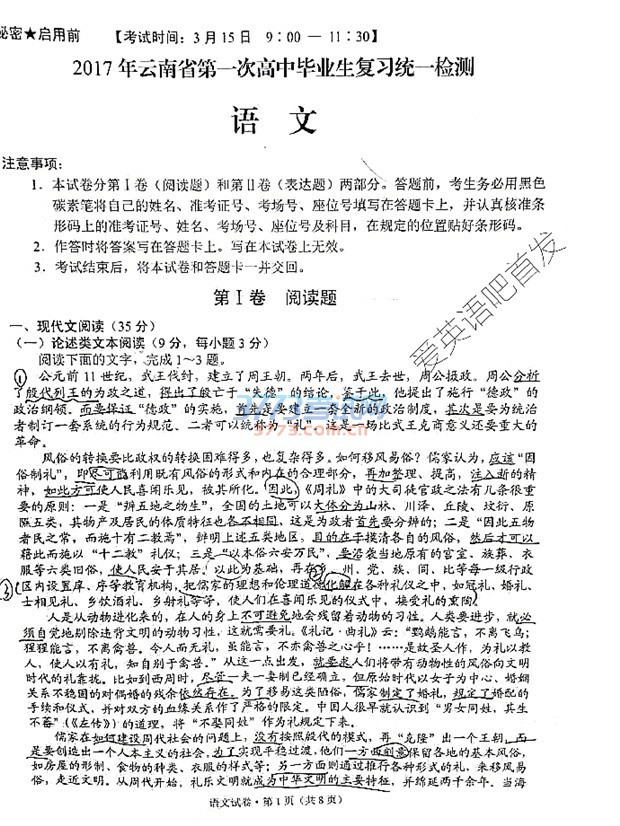 秘密★启用前 【考试时间：3月15日 9:00 — 11:30】
2017年云南省第一次高中毕业生复习统一检测
语 文
注意事项：
1．本试卷分第Ⅰ卷（阅读题）和第Ⅱ卷（表达题）两部分。答题前，考生务必用黑色
碳素笔将自己的姓名、准考证号、考场号、座位号填写在答题卡上，并认真核准条
形码上的准考证号、姓名、考场号、座位号及科目，在规定的位置贴好条形码。
2．作答时将答案写在答题卡上。写在本试卷上无效。
3．考试结束后，将本试卷和答题卡一并交回。
爱英语吧首发
第Ⅰ卷 阅读题
一、现代文阅读（35分）
（一）论述类文本阅读（9分，每小题3分）
阅读下面的文字，完成1～3题。
① 公元前11世纪，武王伐纣，建立了周王朝。两年后，武王去世，周公摄政。周公分析
了殷代列王的为政之道，得出了殷亡于“失德”的结论，鉴于此，他提出了施行“德政”的
政治纲领。而要保证“德政”的实施，首先是要建立一套全新的政治制度，其次是要为统治
者制订一套系统的行为规范、二者可以统称为“礼”。这是一场比武王克商意义还要重大的
3773.com.cn
革命。
风俗的转换要比政权的转换困难得多，也复杂得多。如何移风易俗？儒家认为，应该“因
俗制礼”，即尽可能利用既有风俗的形式和内在的合理部分，再加整理、提高，注入新的精
神，如此方可使人民喜闻乐见，被其所化。因此，《周礼》中的大司徒官政之法有几条很重
要的原则：一是“辨五地之物生”，全国的土地可以大体分为山林、川泽、丘陵、坟衍、原
隰五类，其物产及居民的体质特征也各不相同，这是为政者首先要分辨的；二是“因此五物
者民之常，而施十有二教焉”，辨明上述五类地区，目的在于摸清各自的风俗，然后才可以
藉此而施以“十二教”礼仪；三是“以本俗六安万民”，要沿袭当地原有的宫室、族葬、衣
服等六类旧俗，使人民安于其居。以此为基础，再在乡、州、党、族、闾、比等每一级行政
③ 区内设置庠、序等教育机构，把儒家的理想和伦理道德化解在各种礼仪之中，如冠礼、婚礼、
士相见礼、乡饮酒礼、乡射礼等等，使人们在喜闻乐见的仪式中，接受礼的熏陶。
人是从动物进化来的，在人的身上不可避免地会残留着动物的习性。人类要进步，就必
须自觉地剔除违背文明的动物习性，这就需要礼。《礼记·曲礼》云：“鹦鹉能言，不离飞鸟；
猩猩能言，不离禽兽。今人而无礼，虽能言，不亦禽兽之心乎！……是故圣人作，为礼以教
人，使人以有礼，知自别于禽兽。”从这一点出发，就要求人们将带有动物性的风俗向文明
时代的礼靠拢。比如到西周时，尽管一夫一妻制已经确立，但原始时代以女子为中心、婚姻
关系不稳固的对偶婚的残余依然存在。为了移易这类陋俗，儒家制定了婚礼，规定了婚配的
手续和仪式，并对双方的血缘关系作了严格的限定。中国人很早就认识到“男女同姓，其生
不蕃”（《左传》）的道理，将“不娶同姓”作为礼规定下来。
儒家在如何建设周代社会的问题上，没有按照殷代的模式，再“克隆”出一个王朝，而
是要创造出一个人本主义的社会，为了实现平稳过渡，他们一方面刻意保留各地的基本风俗，
如房屋的形制、食物的种类、衣服的样式等；另一方面则通过推行各种形式的礼，来移风易
俗，走近文明。从周代开始，礼乐文明就成为中华文明的主要特征，并绵延两千余年。当海
语文试卷·第1页（共8页）